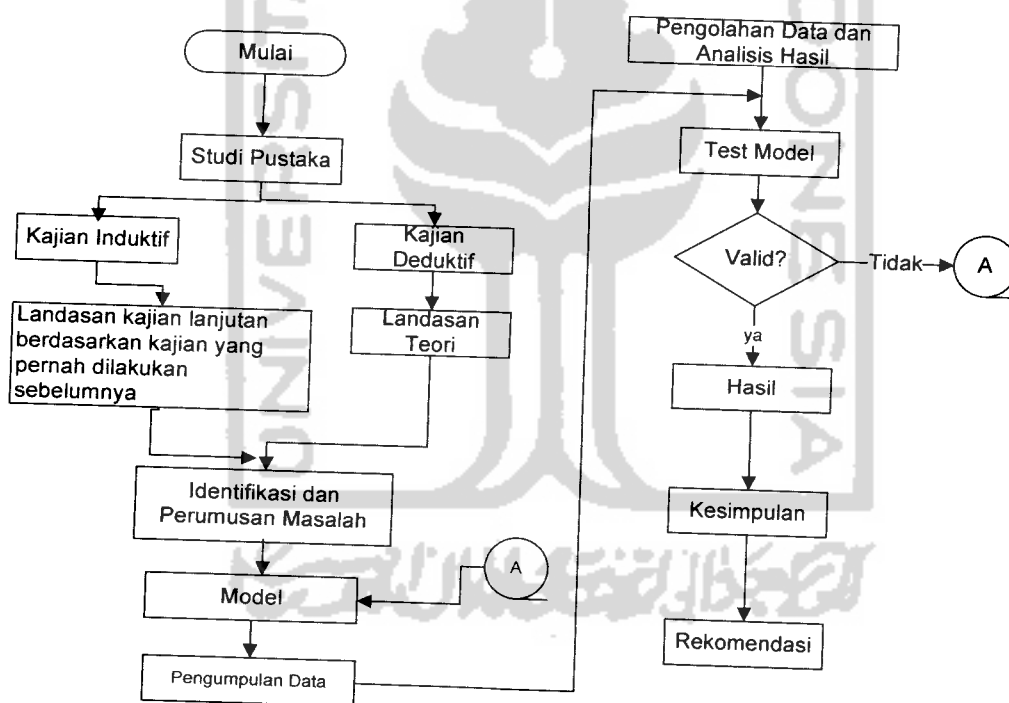 Mulai
Studi Pustaka
Kajian Induktif
Kajian
Deduktif
Landasan kajian lanjutan
berdasarkan kajian yang
pernah dilakukan
sebelumnya
Landasan
Teori
Identifikasi dan
Perumusan Masalah
A
Model
Pengumpulan Data
Pengolahan Data dan
Analisis Hasil
Test Model
Valid?
Tidak
A
ya
Hasil
Kesimpulan
Rekomendasi